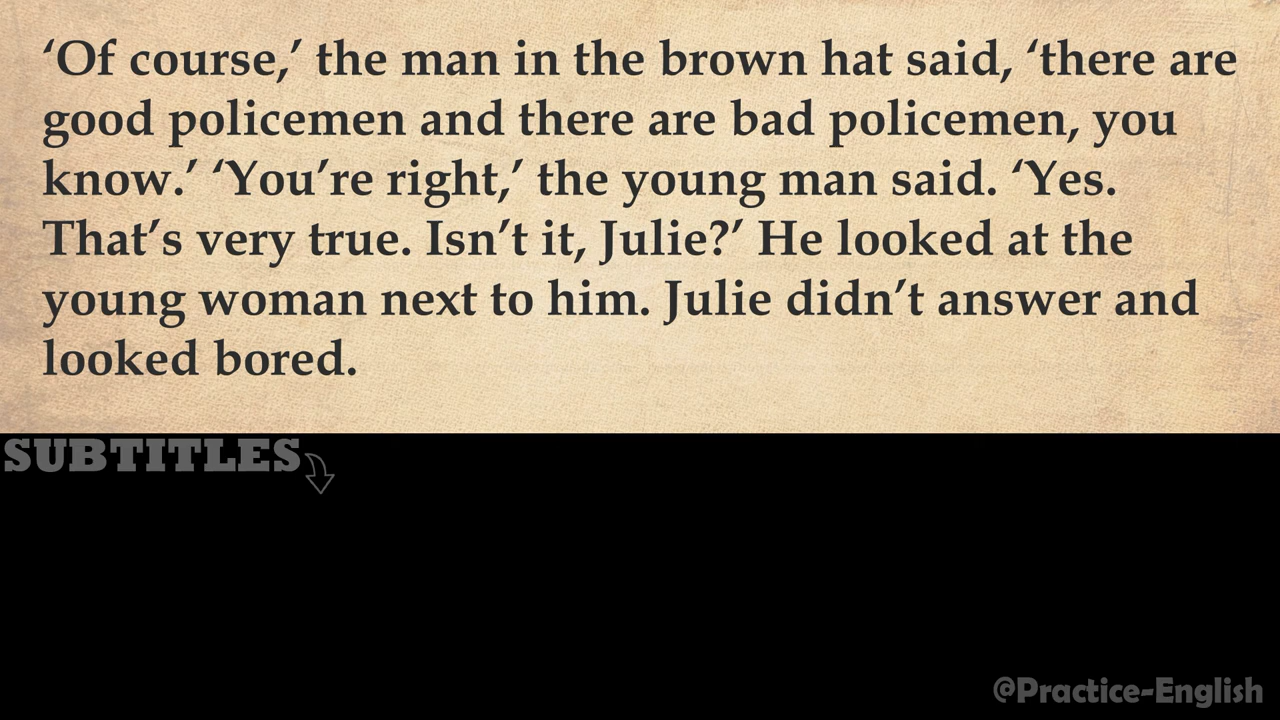 ‘Of course,’ the man in the brown hat said, ‘there are
good policemen and there are bad policemen, you
know.’ ‘You’re right,’ the young man said. ‘Yes.
That’s very true. Isn’t it, Julie?’ He looked at the
young woman next to him. Julie didn’t answer and
looked bored.
SUBTITLES
@Practice-English